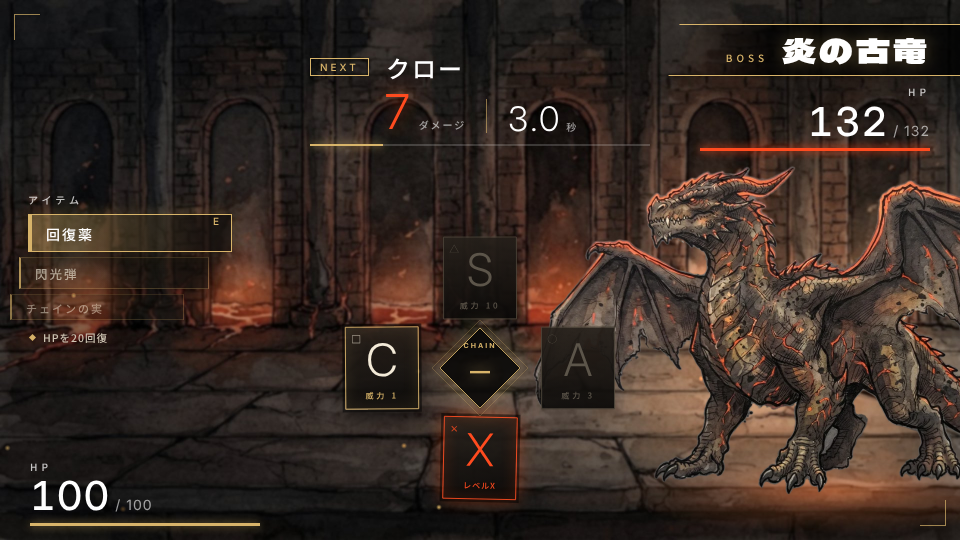 NEXT クロー
7 ダメージ 3.0 秒
BOSS 炎の古竜
HP
132 / 132
アイテム
回復薬 E
閃光弾
チェインの実
◆ HPを20回復
S
威力 10
C
威力 1
CHAIN
–
A
威力 3
X
レベルX
HP
100 / 100